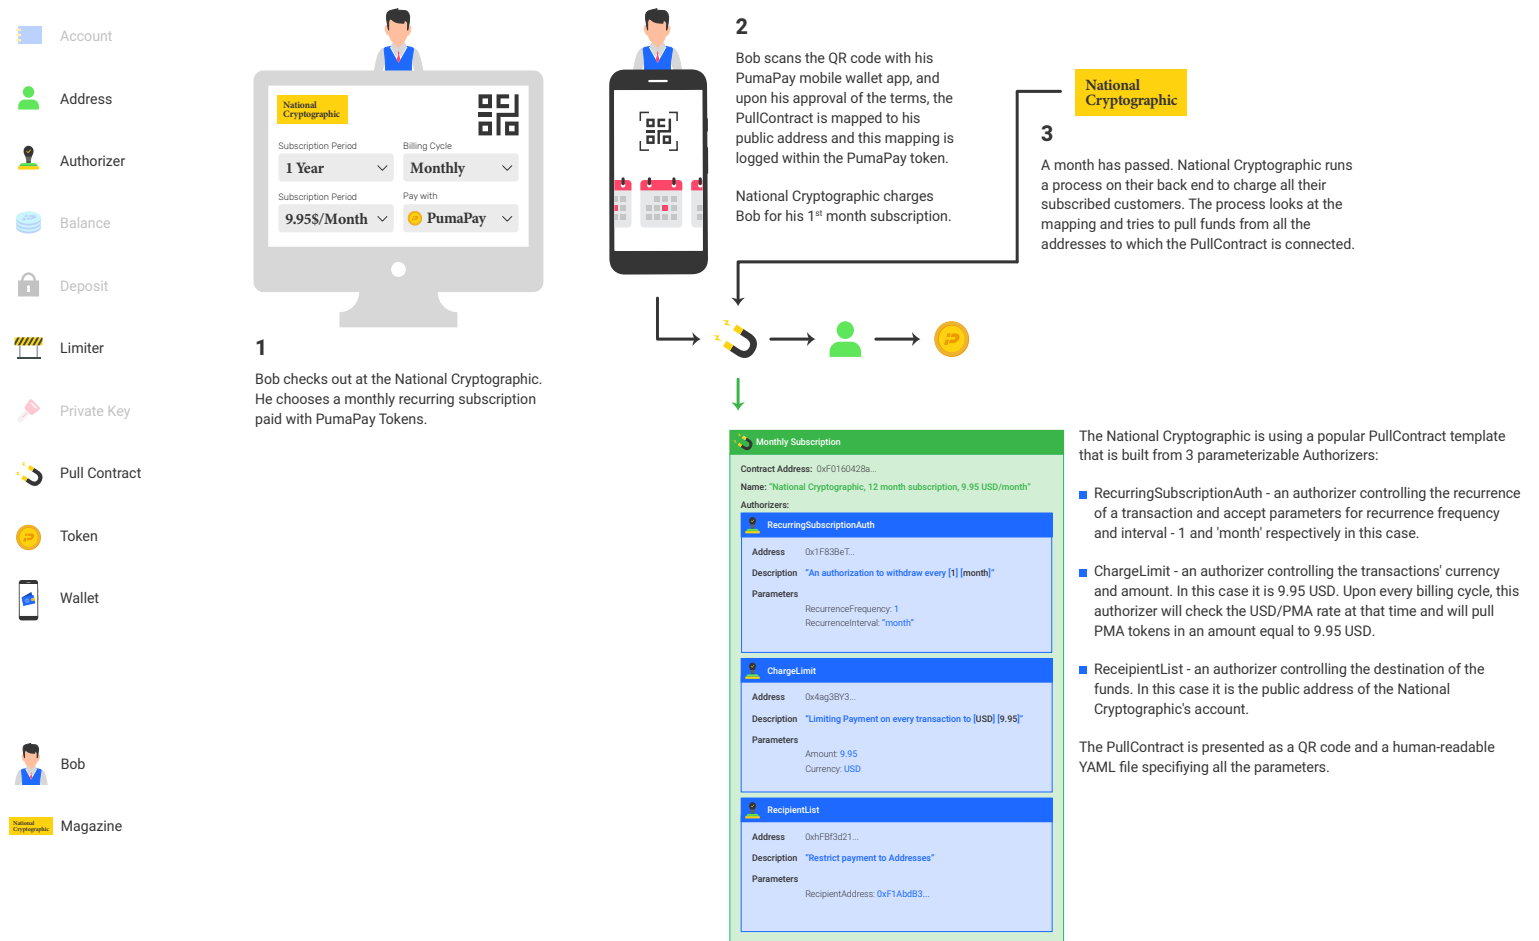 Account
Address
Authorizer
Balance
Deposit
Limiter
Private Key
Pull Contract
Token
Wallet
Bob
National
Cryptographic
Magazine
National
Cryptographic
Subscription Period
Billing Cycle
1 Year
Monthly
Subscription Period
Pay with
9.95$/Month
PumaPay
1
Bob checks out at the National Cryptographic.
He chooses a monthly recurring subscription
paid with PumaPay Tokens.
2
Bob scans the QR code with his
PumaPay mobile wallet app, and
upon his approval of the terms, the
PullContract is mapped to his
public address and this mapping is
logged within the PumaPay token.
National Cryptographic charges
Bob for his 1st month subscription.
National
Cryptographic
3
A month has passed. National Cryptographic runs
a process on their back end to charge all their
subscribed customers. The process looks at the
mapping and tries to pull funds from all the
addresses to which the PullContract is connected.
Monthly Subscription
Contract Address: 0xF0160428a...
Name: "National Cryptographic, 12 month subscription, 9.95 USD/month"
Authorizers:
RecurringSubscriptionAuth
Address 0x1F83BeT...
Description "An authorization to withdraw every [1] [month]"
Parameters
RecurrenceFrequency: 1
RecurrenceInterval: "month"
ChargeLimit
Address 0x4ag3BY3...
Description "Limiting Payment on every transaction to [USD] [9.95]"
Parameters
Amount: 9.95
Currency: USD
RecipientList
Address 0xhFBf3d21...
Description "Restrict payment to Addresses"
Parameters
RecipientAddress: 0xF1AbdB3...
The National Cryptographic is using a popular PullContract template
that is built from 3 parameterizable Authorizers:
RecurringSubscriptionAuth - an authorizer controlling the recurrence
of a transaction and accept parameters for recurrence frequency
and interval - 1 and 'month' respectively in this case.
ChargeLimit - an authorizer controlling the transactions' currency
and amount. In this case it is 9.95 USD. Upon every billing cycle, this
authorizer will check the USD/PMA rate at that time and will pull
PMA tokens in an amount equal to 9.95 USD.
ReceipientList - an authorizer controlling the destination of the
funds. In this case it is the public address of the National
Cryptographic's account.
The PullContract is presented as a QR code and a human-readable
YAML file specifiying all the parameters.